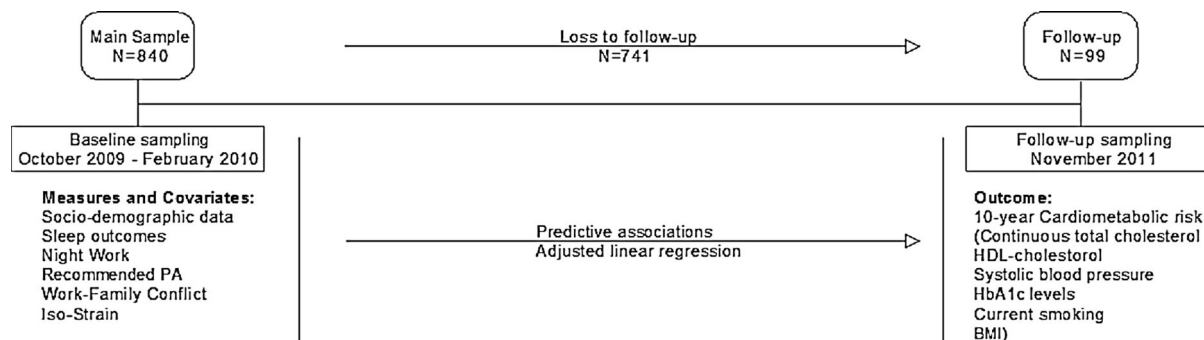 Main Sample
N=840
Loss to follow-up
N=741
Follow-up
N=99
Baseline sampling
October 2009 - February 2010
Follow-up sampling
November 2011
Measures and Covariates:
Socio-demographic data
Sleep outcomes
Night Work
Recommended PA
Work-Family Conflict
Iso-Strain
Predictive associations
Adjusted linear regression
Outcome:
10-year Cardiometabolic risk
(Continuous total cholesterol
HDL-cholestorol
Systolic blood pressure
HbA1c levels
Current smoking
BMI)